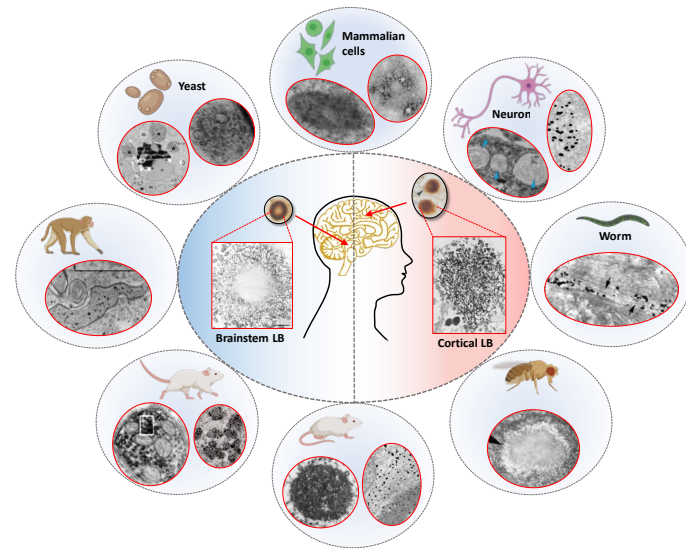 Mammalian
cells
Yeast
Neuron
Worm
Brainstem LB
Cortical LB